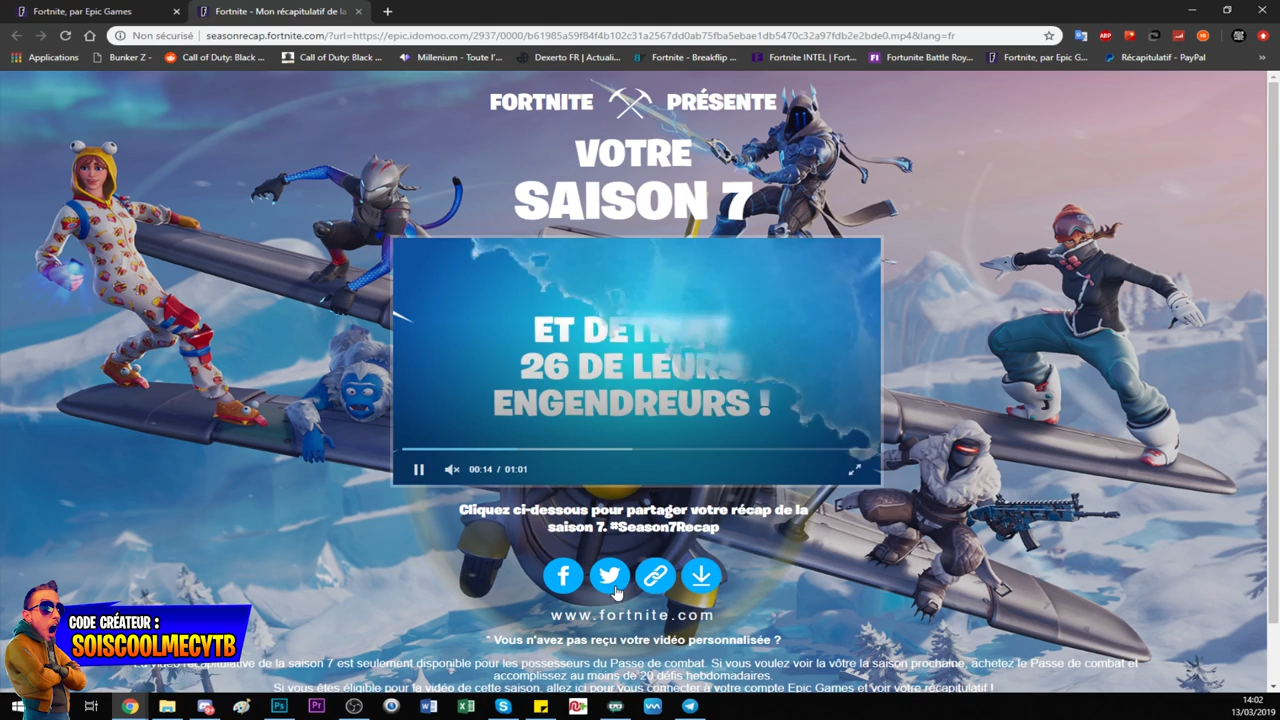 Fortnite, par Epic Games
Fortnite - Mon récapitulatif de la
Non sécurisé
seasonrecap.fortnite.com/?url=https://epic.idomoo.com/2937/0000/b61985a59f84f4b102c31a2567dd0ab75fba5ebae1db5470c32a97fdb2e2bde0.mp4&lang=fr
Applications
Bunker Z -
Call of Duty: Black ...
Call of Duty: Black ...
Millenium - Toute l'...
Dexerto FR | Actuali...
Fortnite - Breakflip ...
Fortnite INTEL | Fort...
Fortunite Battle Roy...
Fortnite, par Epic G...
Récapitulatif - PayPal
FORTNITE PRÉSENTE
VOTRE
SAISON 7
ET DÉTRUIT
26 DE LEURS
ENGENDREURS !
00:14 / 01:01
Cliquez ci-dessous pour partager votre récap de la
saison 7. #Season7Recap
www.fortnite.com
* Vous n'avez pas reçu votre vidéo personnalisée ?
La vidéo récapitulative de la saison 7 est seulement disponible pour les possesseurs du Passe de combat. Si vous voulez voir la vôtre la saison prochaine, achetez le Passe de combat et
accomplissez au moins de 20 défis hebdomadaires.
Si vous êtes éligible pour la vidéo de cette saison, allez ici pour vous connecter à votre compte Epic Games et voir votre récapitulatif !
CODE CRÉATEUR :
SOISCOOLMECYTB
14:02
13/03/2019